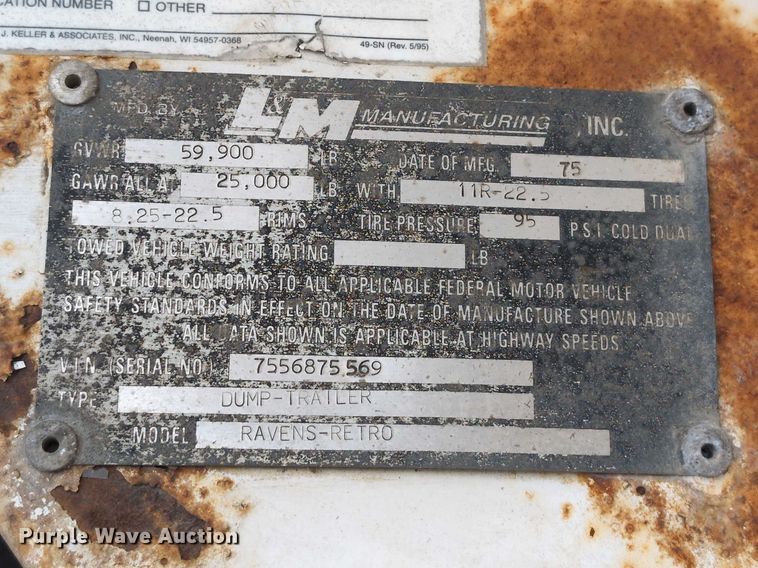 CATION NUMBER □ OTHER
J. KELLER & ASSOCIATES, INC., Neenah, WI 54957-0368 49-SN (Rev. 5/95)
MFD. BY L&M MANUFACTURING, INC.
GVWR 59,900 LB DATE OF MFG. 75
GAWR ALL AT 25,000 LB WITH 11R-22.5 TIRES
8.25-22.5 RIMS TIRE PRESSURE 95 P.S.I. COLD DUAL
TOWED VEHICLE WEIGHT RATING LB
THIS VEHICLE CONFORMS TO ALL APPLICABLE FEDERAL MOTOR VEHICLE
SAFETY STANDARDS IN EFFECT ON THE DATE OF MANUFACTURE SHOWN ABOVE
ALL DATA SHOWN IS APPLICABLE AT HIGHWAY SPEEDS.
V.I.N. (SERIAL NO.) 7556875569
TYPE DUMP-TRAILER
MODEL RAVENS-RETRO
Purple Wave Auction